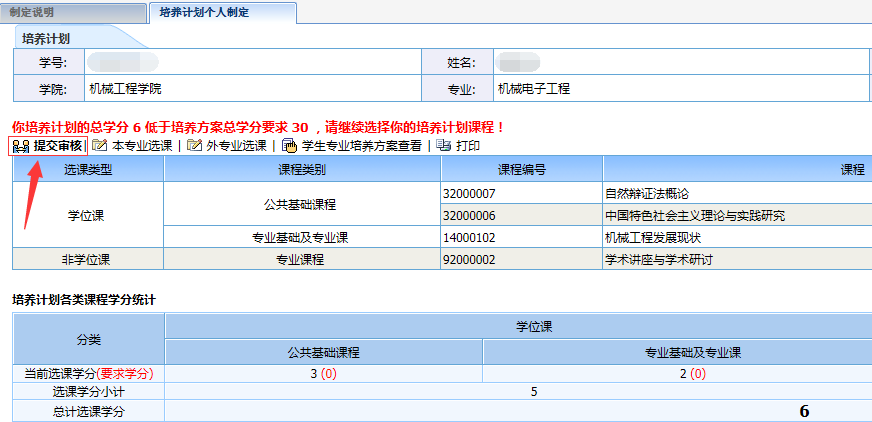 制定说明 培养计划个人制定
培养计划
学号: 姓名:
学院: 机械工程学院 专业: 机械电子工程
你培养计划的总学分 6 低于培养方案总学分要求 30 ，请继续选择你的培养计划课程！
提交审核 | 本专业选课 | 外专业选课 | 学生专业培养方案查看 | 打印
选课类型 课程类别 课程编号 课程
学位课 公共基础课程 32000007 自然辩证法概论
32000006 中国特色社会主义理论与实践研究
专业基础及专业课 14000102 机械工程发展现状
非学位课 专业课程 92000002 学术讲座与学术研讨
培养计划各类课程学分统计
分类 学位课
公共基础课程 专业基础及专业课
当前选课学分(要求学分) 3 (0) 2 (0)
选课学分小计 5
总计选课学分 6